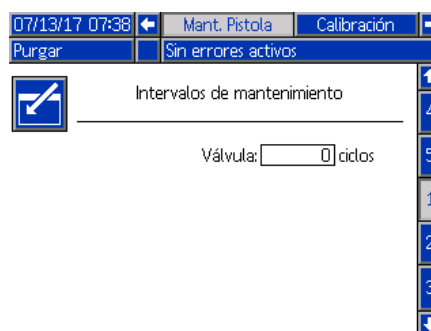 07/13/17 07:38 Mant. Pistola Calibración
Purgar Sin errores activos
Intervalos de mantenimiento
Válvula: 0 ciclos
4
5
1
2
3